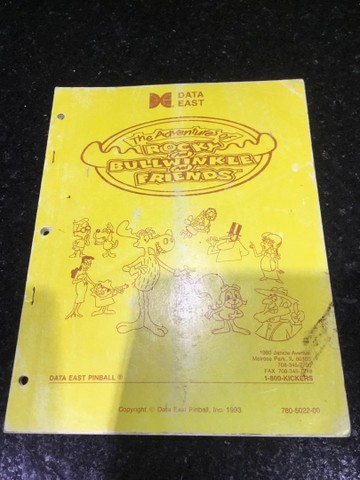 DATA
EAST
The Adventures of
ROCKY
and
BULLWINKLE
and
FRIENDS
1990 Janice Avenue
Melrose Park, IL 60160
FAX
DATA EAST PINBALL ®
1-800-KICKERS
Copyright © Data East Pinball, Inc. 1993
780-5022-00